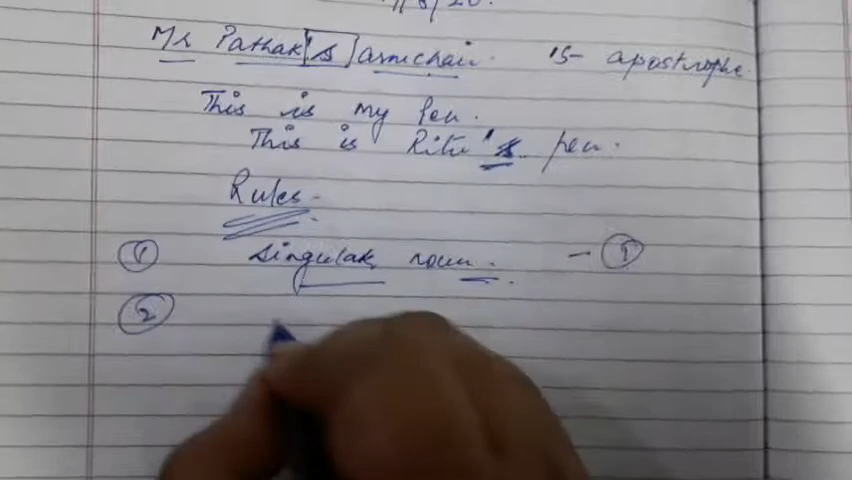 Mr Pathak's armchair. 's- apostrophe.
This is my Pen.
This is Ritu's pen.
Rules-
① singular noun. - ①
②